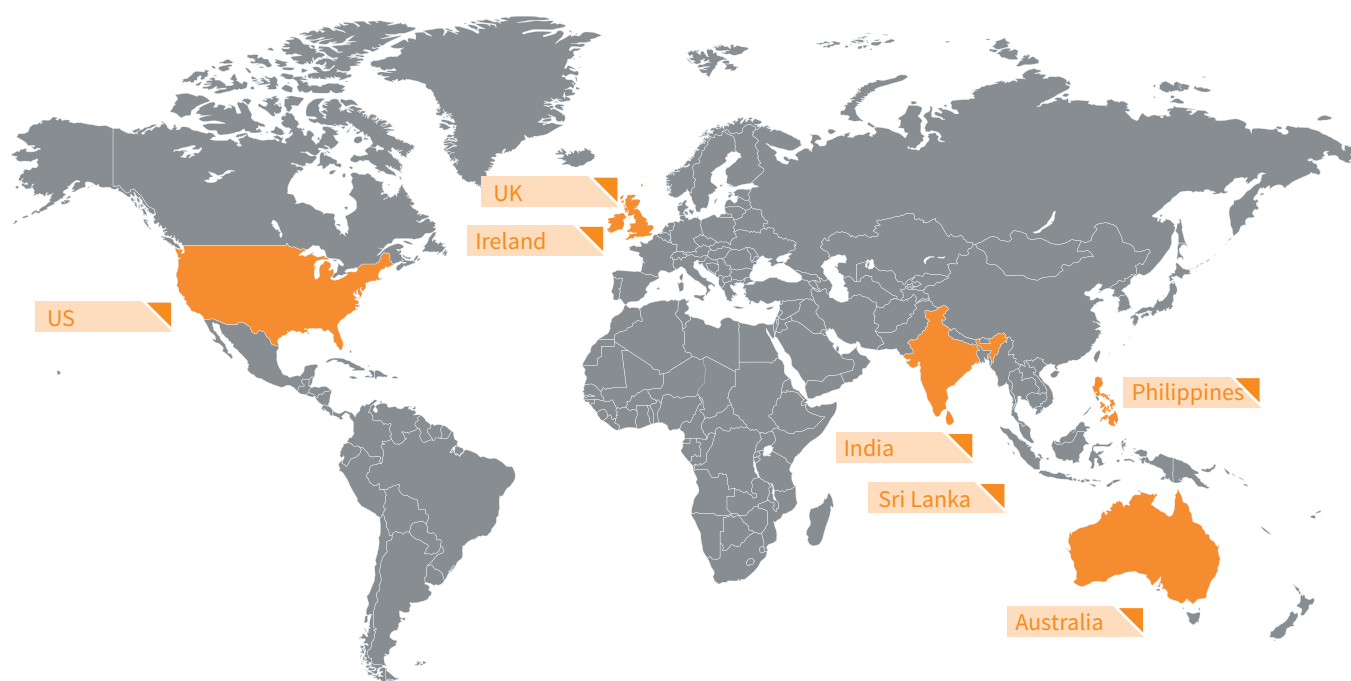 UK
Ireland
US
Philippines
India
Sri Lanka
Australia